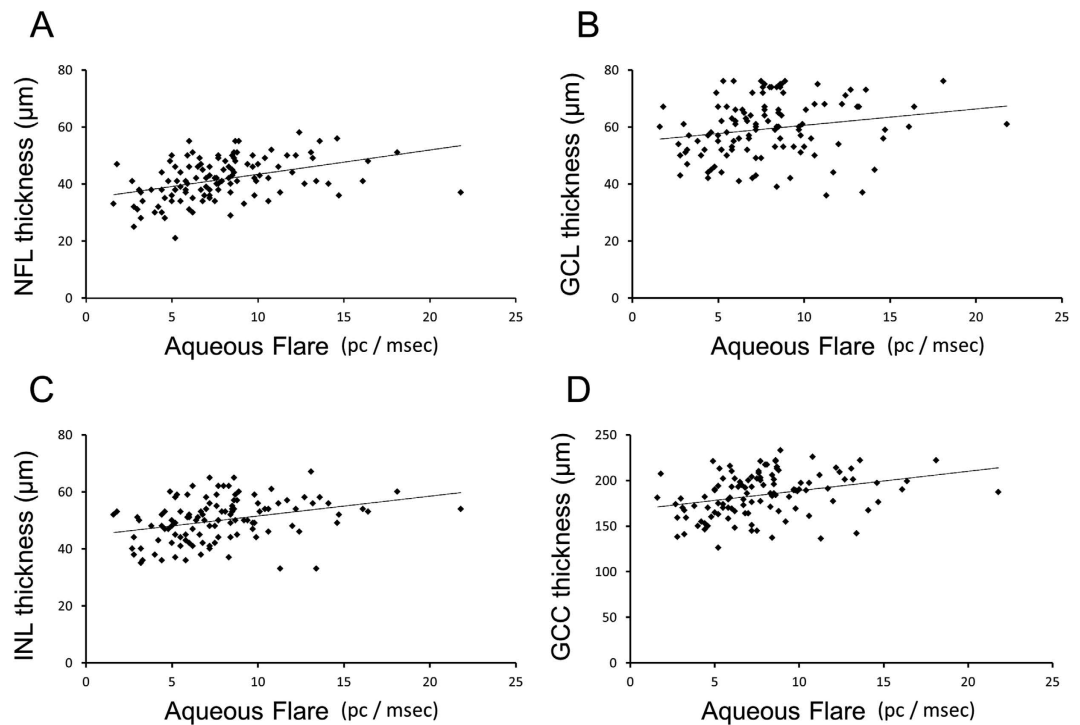 A
NFL thickness (μm)
80
60
40
20
0
0 5 10 15 20 25
Aqueous Flare (pc / msec)
B
GCL thickness (μm)
80
60
40
20
0
0 5 10 15 20 25
Aqueous Flare (pc / msec)
C
INL thickness (μm)
80
60
40
20
0
0 5 10 15 20 25
Aqueous Flare (pc / msec)
D
GCC thickness (μm)
250
200
150
100
50
0
0 5 10 15 20 25
Aqueous Flare (pc / msec)